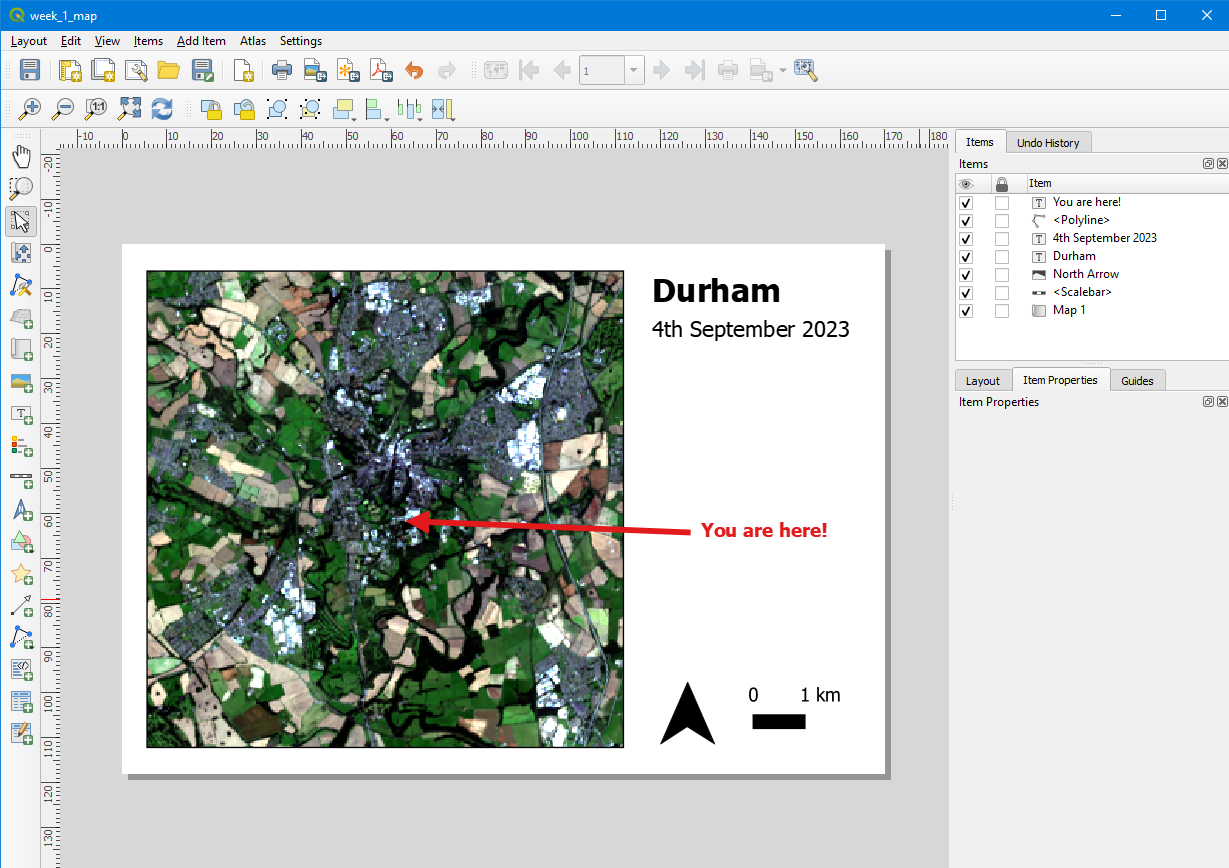 week_1_map
Layout Edit View Items Add Item Atlas Settings
1
-10 0 10 20 30 40 50 60 70 80 90 100 110 120 130 140 150 160 170 180
-20
-10
0
10
20
30
40
50
60
70
80
90
100
110
120
130
Durham
4th September 2023
You are here!
0 1 km
Items Undo History
Items
Item
T You are here!
<Polyline>
T 4th September 2023
T Durham
North Arrow
<Scalebar>
Map 1
Layout Item Properties Guides
Item Properties